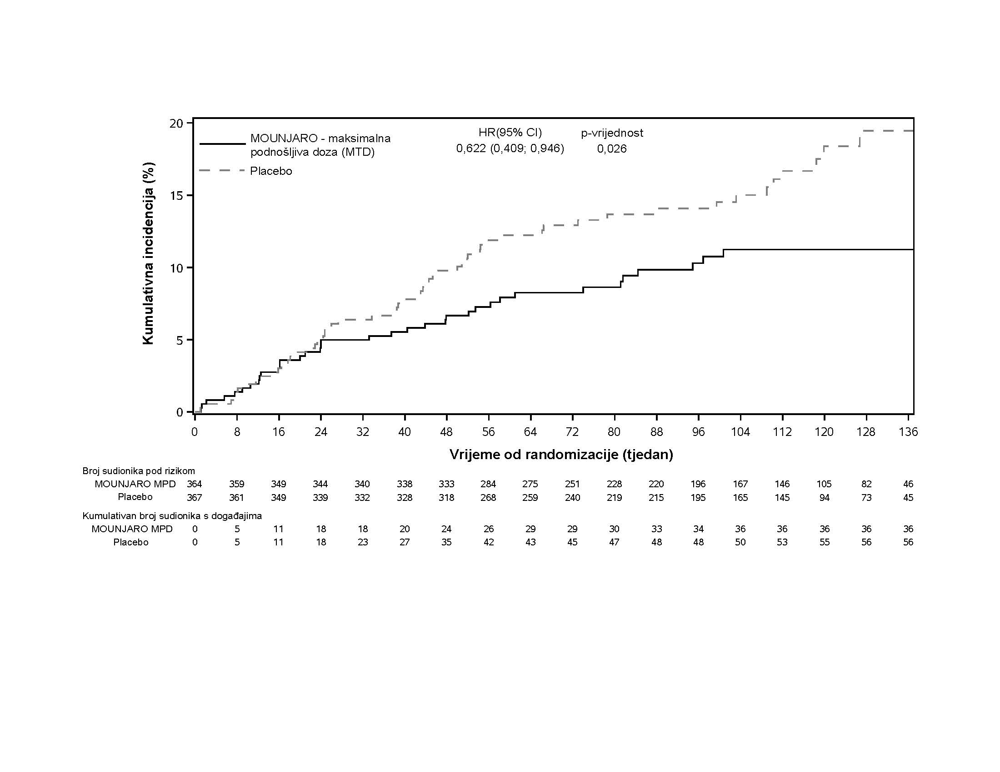 20
MOUNJARO - maksimalna
podnošljiva doza (MTD)
HR(95% CI)
p-vrijednost
0,622 (0,409; 0,946)
0,026
Placebo
15
10
5
0
Kumulativna incidencija (%)
0 8 16 24 32 40 48 56 64 72 80 88 96 104 112 120 128 136
Vrijeme od randomizacije (tjedan)
Broj sudionika pod rizikom
MOUNJARO MPD 364 359 349 344 340 338 333 284 275 251 228 220 196 167 146 105 82 46
Placebo 367 361 349 339 332 328 318 268 259 240 219 215 195 165 145 94 73 45
Kumulativan broj sudionika s događajima
MOUNJARO MPD 0 5 11 18 18 20 24 26 29 29 30 33 34 36 36 36 36 36
Placebo 0 5 11 18 23 27 35 42 43 45 47 48 48 50 53 55 56 56